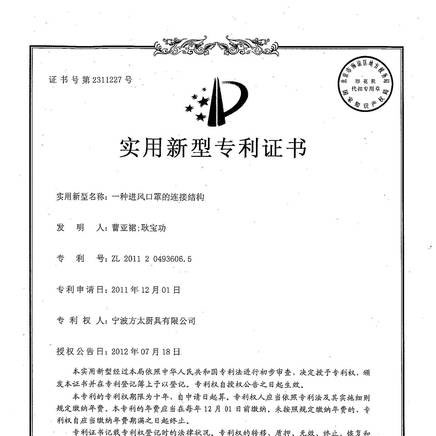 证书号第2311227号
印花税
代扣专用章
实用新型专利证书
实用新型名称：一种进风口罩的连接结构
发 明 人：曹亚裙;耿宝功
专 利 号：ZL 2011 2 0493606.5
专利申请日：2011年12月01日
专 利 权 人：宁波方太厨具有限公司
授权公告日：2012年07月18日
本实用新型经过本局依照中华人民共和国专利法进行初步审查，决定授予专利权，颁
发本证书并在专利登记簿上予以登记。专利权自授权公告之日起生效。
本专利的专利权期限为十年，自申请日起算。专利权人应当依照专利法及其实施细则
规定缴纳年费。本专利的年费应当在每年12月01日前缴纳。未按照规定缴纳年费的，专
利权自应当缴纳年费期满之日起终止。
专利证书记载专利权登记时的法律状况。专利权的转移、质押、无效、终止、恢复和